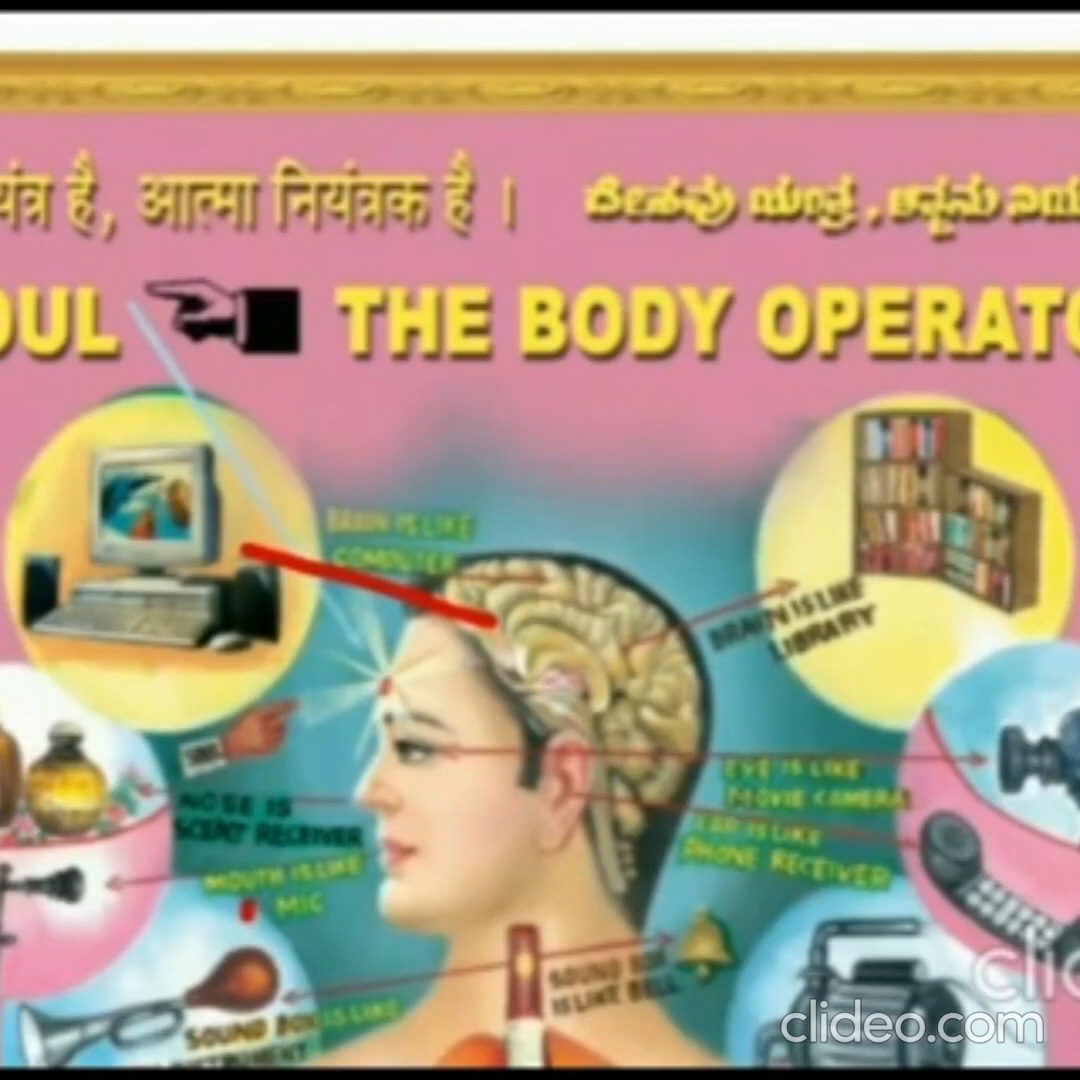 यंत्र है, आत्मा नियंत्रक है ।
OUL THE BODY OPERATO
BRAIN IS LIKE
COMPUTER
BRAIN IS LIKE
LIBRARY
EYE IS LIKE
MOVIE CAMERA
NOSE IS
SCENT RECEIVER
EAR IS LIKE
PHONE RECEIVER
MOUTH IS LIKE
MIC
SOUND BOX
IS LIKE BELL
SOUND BOX IS LIKE
clideo.com